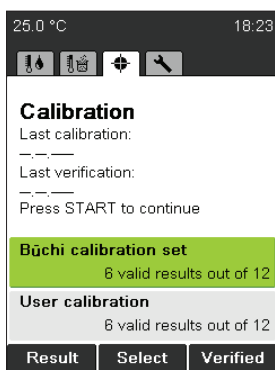 25.0 °C 18:23
Calibration
Last calibration:
—.—.——
Last verification:
—.—.——
Press START to continue
Būchi calibration set
6 valid results out of 12
User calibration
6 valid results out of 12
Result Select Verified